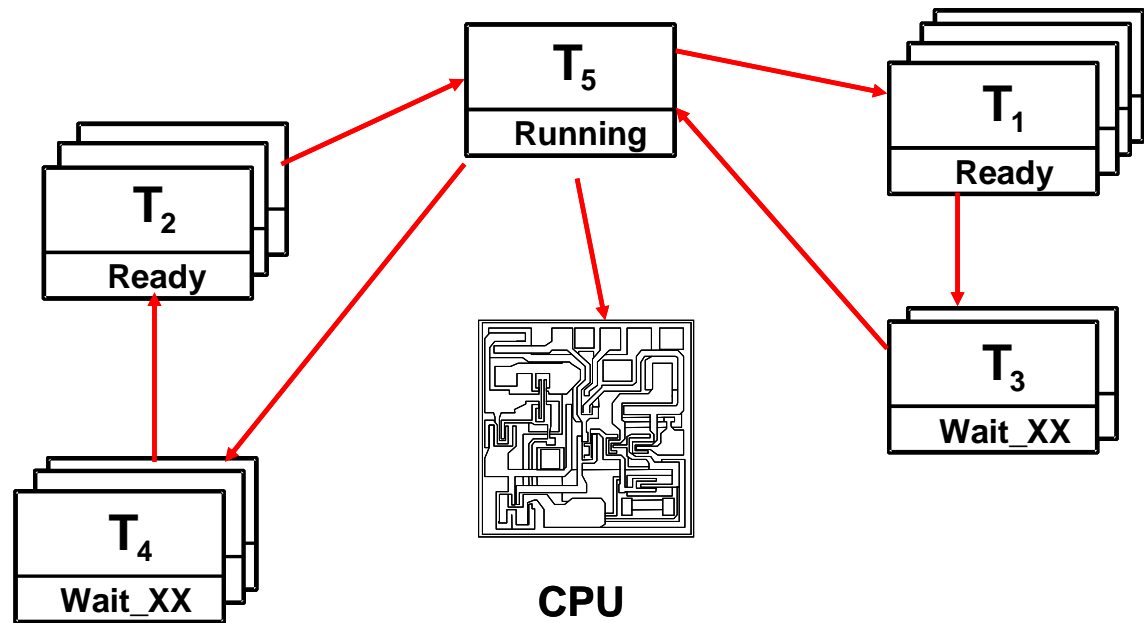 T₅
Running
T₁
Ready
T₂
Ready
T₃
Wait_XX
T₄
Wait_XX
CPU